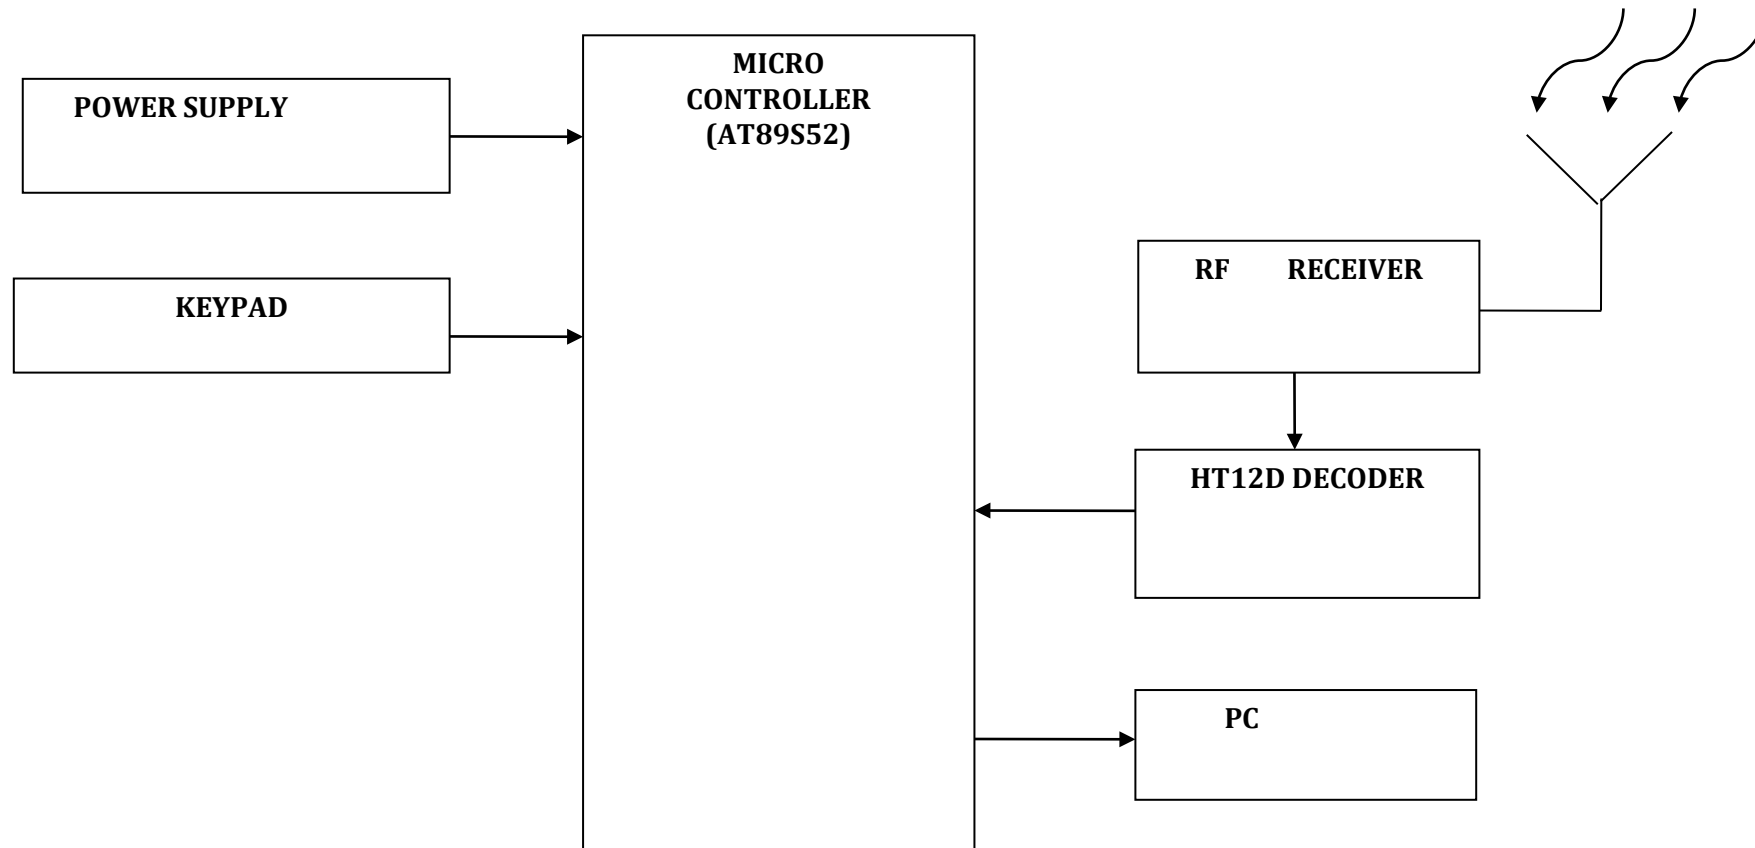 POWER SUPPLY
KEYPAD
MICRO
CONTROLLER
(AT89S52)
RF RECEIVER
HT12D DECODER
PC